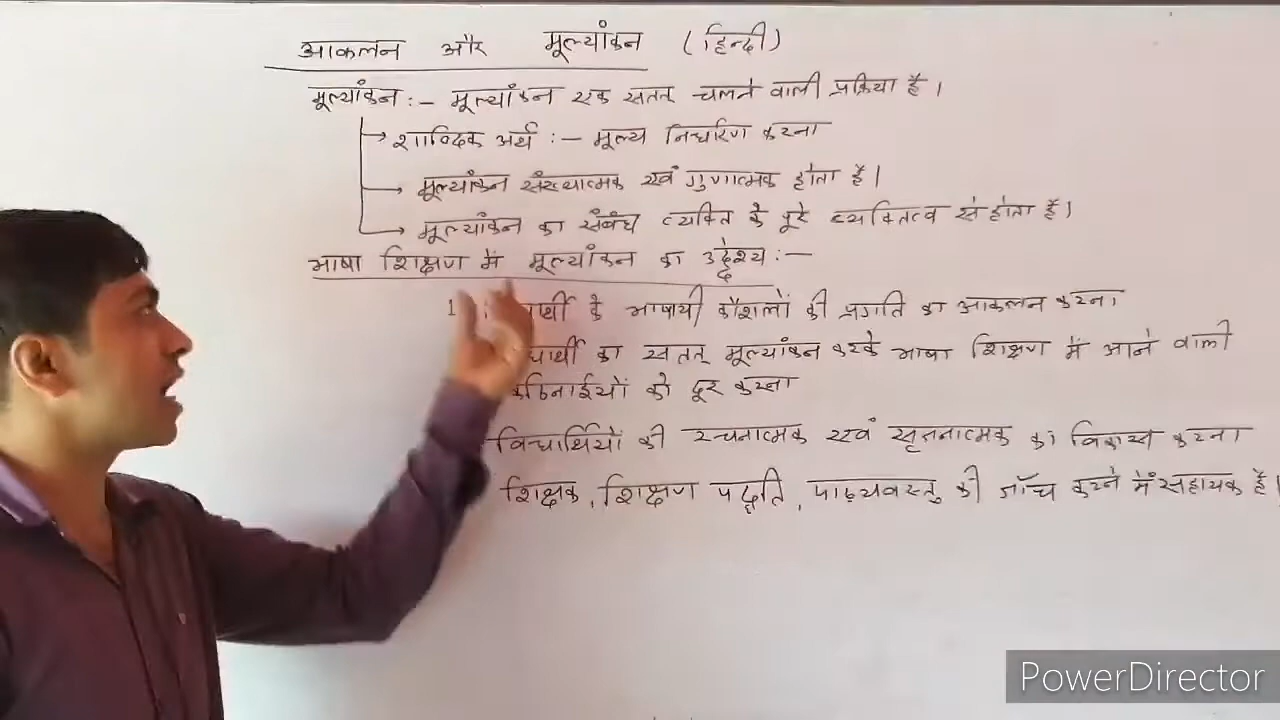 आकलन और मूल्यांकन (हिन्दी)
मूल्यांकन :- मूल्यांकन एक सतत् चलने वाली प्रक्रिया है।
→ शाब्दिक अर्थ :- मूल्य निर्धारण करना
→ मूल्यांकन संख्यात्मक एवं गुणात्मक होता है।
→ मूल्यांकन का संबंध व्यक्ति के पूरे व्यक्तित्व से होता है।
भाषा शिक्षण में मूल्यांकन का उद्देश्य :-
1 के भाषायी कौशलों की प्रगति का आकलन करना
का सतत् मूल्यांकन करके भाषा शिक्षण में आने वाली
कठिनाईयों को दूर करना
विद्यार्थियों की रचनात्मक एवं सृजनात्मक का विकास करना
शिक्षक, शिक्षण पद्धति, पाठ्यवस्तु की जाँच करने में सहायक है।
PowerDirector